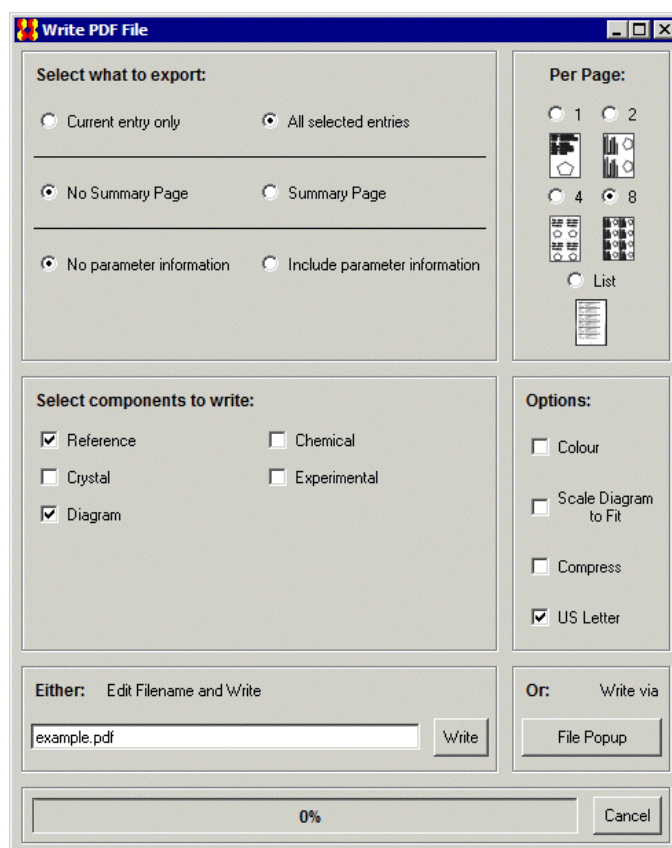 Write PDF File
Select what to export:
Current entry only
All selected entries
No Summary Page
Summary Page
No parameter information
Include parameter information
Per Page:
1
2
4
8
List
Select components to write:
Reference
Chemical
Crystal
Experimental
Diagram
Options:
Colour
Scale Diagram
to Fit
Compress
US Letter
Either: Edit Filename and Write
example.pdf
Write
Or: Write via
File Popup
0%
Cancel